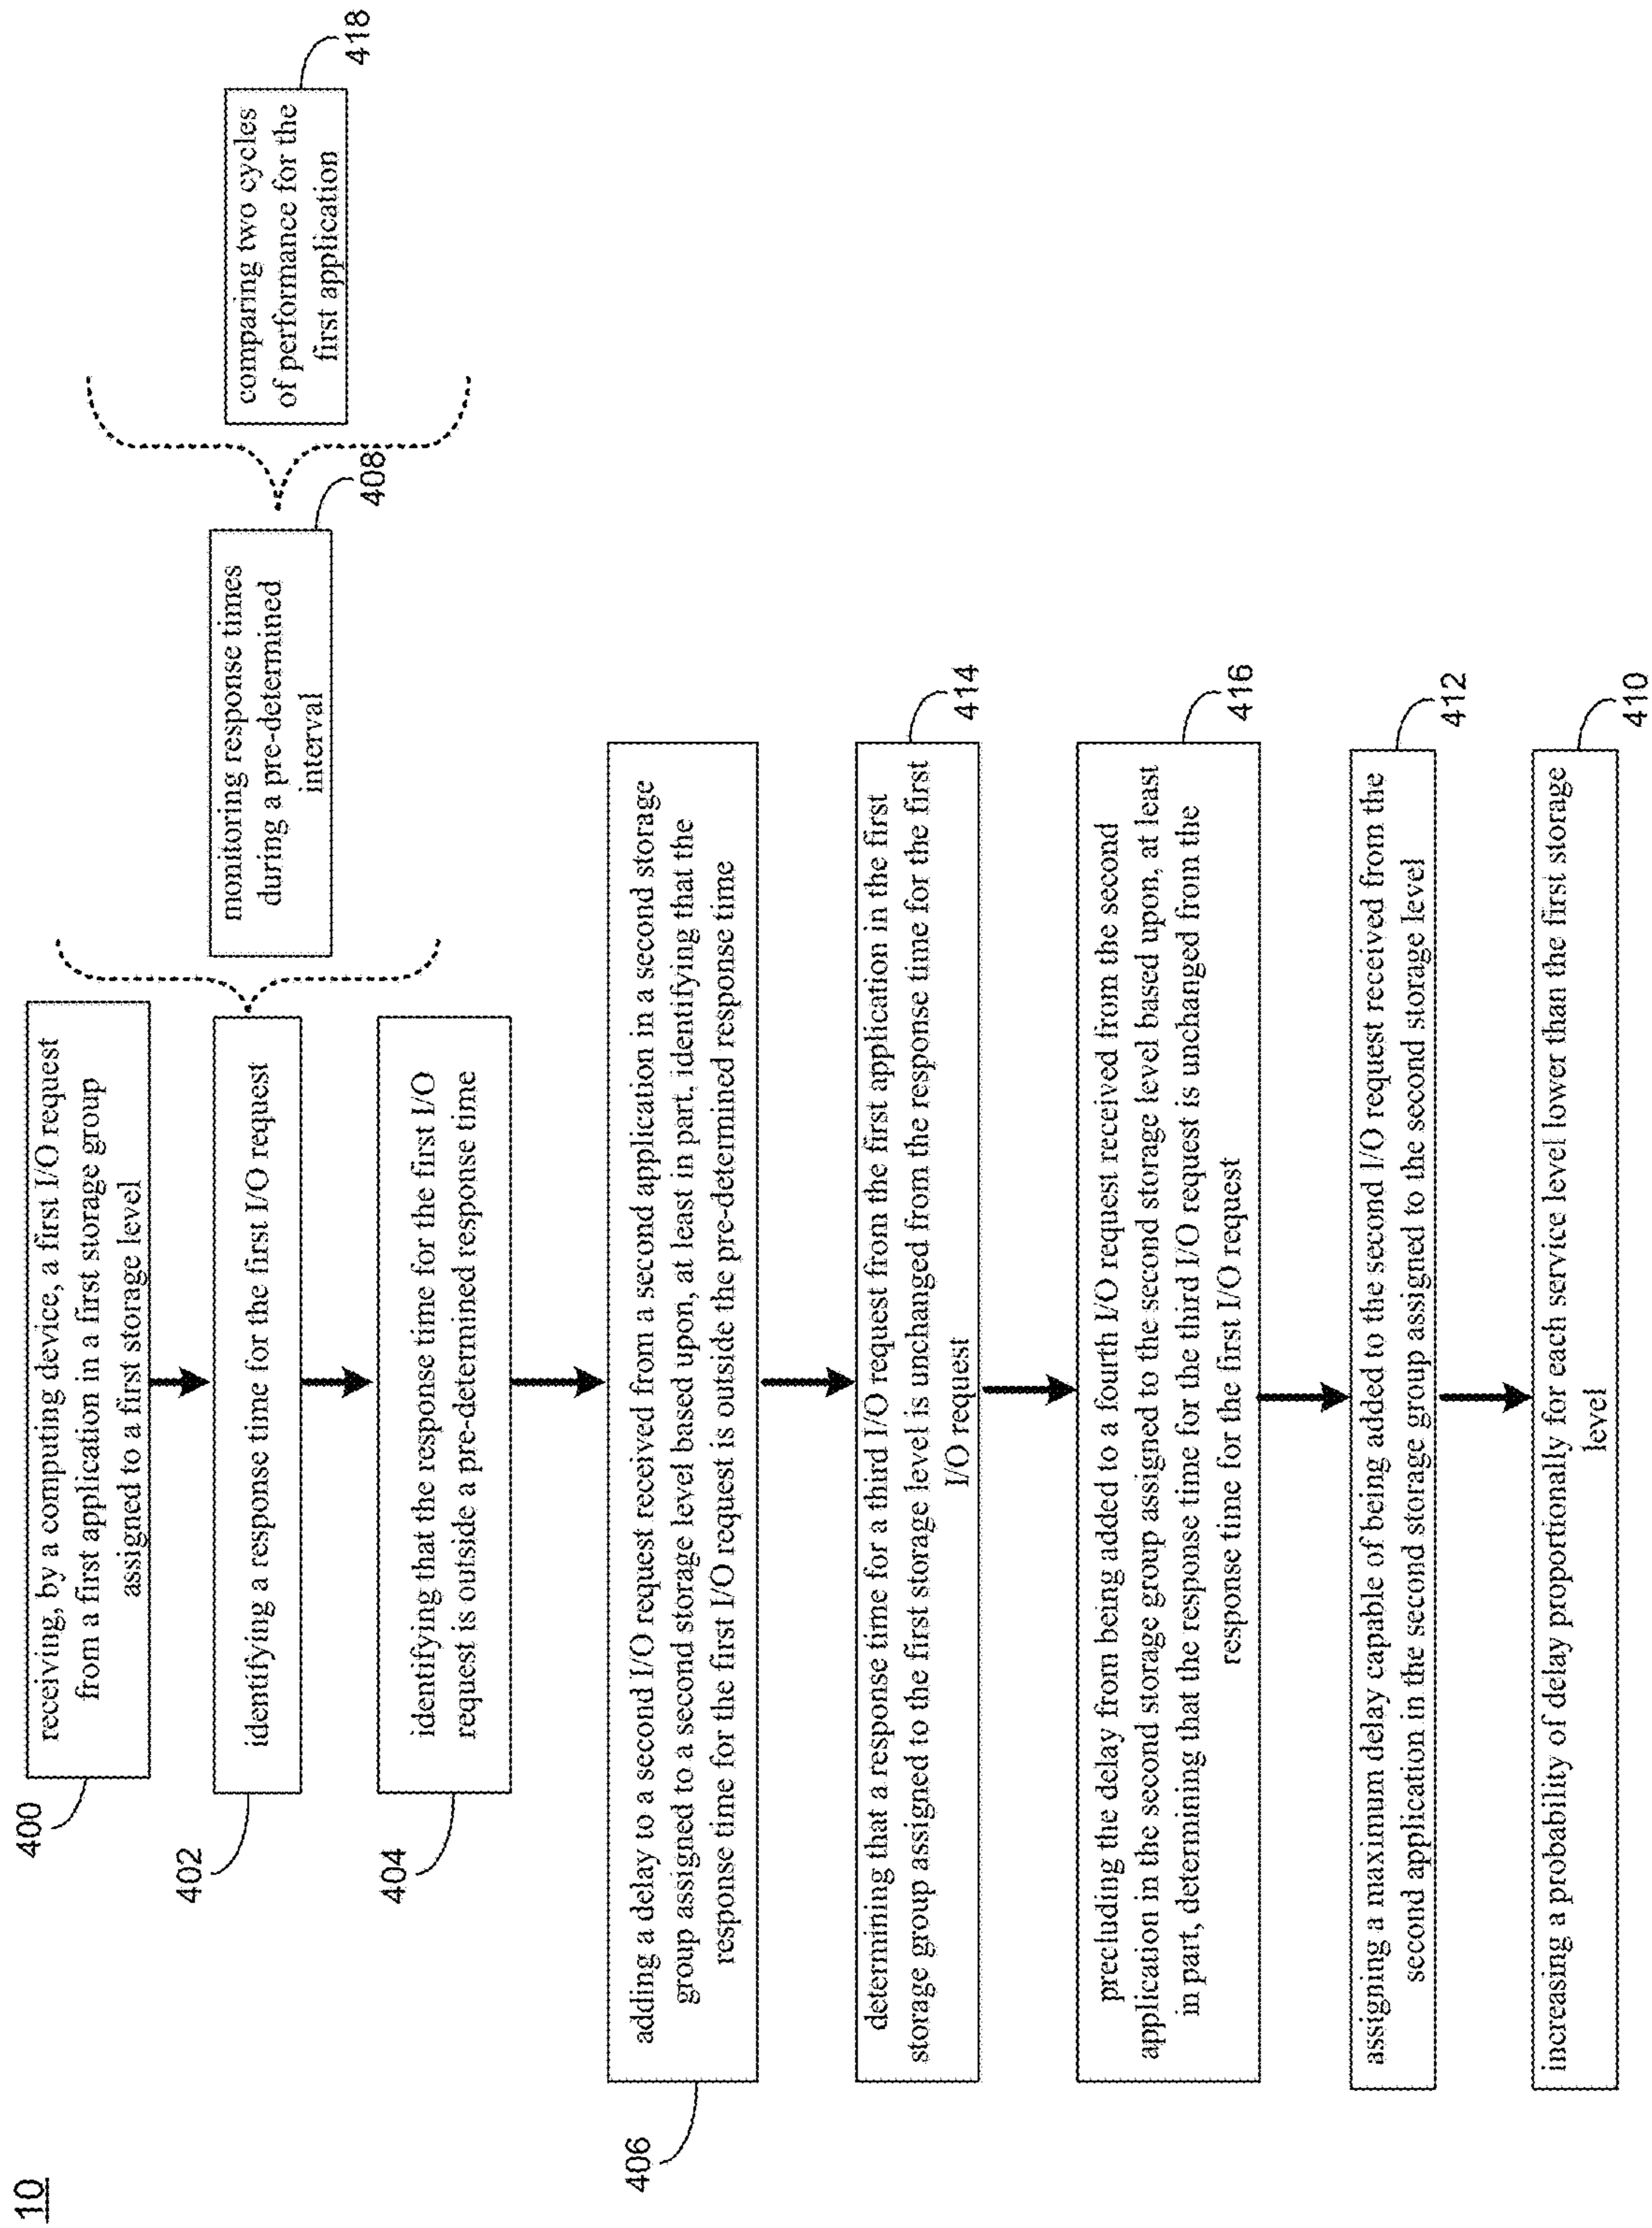 10
400
receiving, by a computing device, a first I/O request
from a first application in a first storage group
assigned to a first storage level
402
identifying a response time for the first I/O request
monitoring response times
during a pre-determined
interval
408
comparing two cycles
of performance for the
first application
418
404
identifying that the response time for the first I/O
request is outside a pre-determined response time
406
adding a delay to a second I/O request received from a second application in a second storage
group assigned to a second storage level based upon, at least in part, identifying that the
response time for the first I/O request is outside the pre-determined response time
determining that a response time for a third I/O request from the first application in the first
storage group assigned to the first storage level is unchanged from the response time for the first
I/O request
414
precluding the delay from being added to a fourth I/O request received from the second
application in the second storage group assigned to the second storage level based upon, at least
in part, determining that the response time for the third I/O request is unchanged from the
response time for the first I/O request
416
assigning a maximum delay capable of being added to the second I/O request received from the
second application in the second storage group assigned to the second storage level
412
increasing a probability of delay proportionally for each service level lower than the first storage
level
410